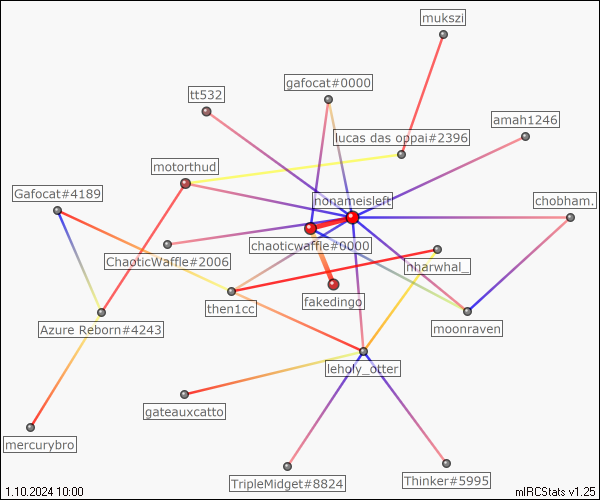 mukszi
gafocat#0000
tt532
amah1246
lucas das oppai#2396
motorthud
Gafocat#4189
nonameisleft
chobham.
chaoticwaffle#0000
ChaoticWaffle#2006
nharwhal_
fakedingo
then1cc
Azure Reborn#4243
moonraven
leholy_otter
gateauxcatto
mercurybro
TripleMidget#8824
Thinker#5995
1.10.2024 10:00
mIRCStats v1.25